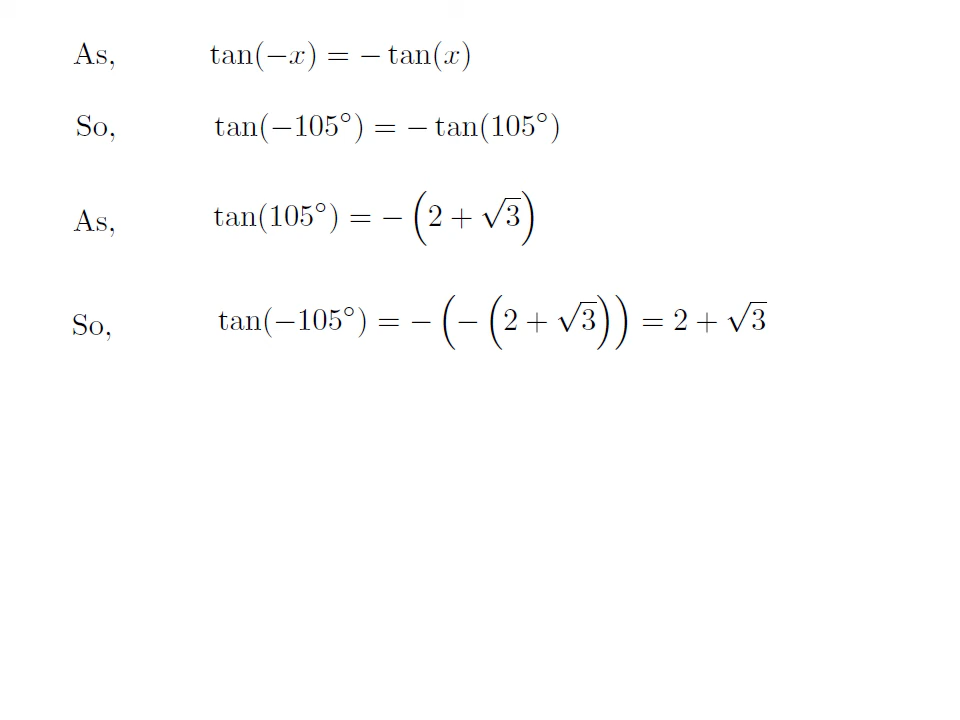 As, tan(−x) = − tan(x)
So, tan(−105°) = − tan(105°)
As, tan(105°) = − (2 + √3)
So, tan(−105°) = − (− (2 + √3)) = 2 + √3